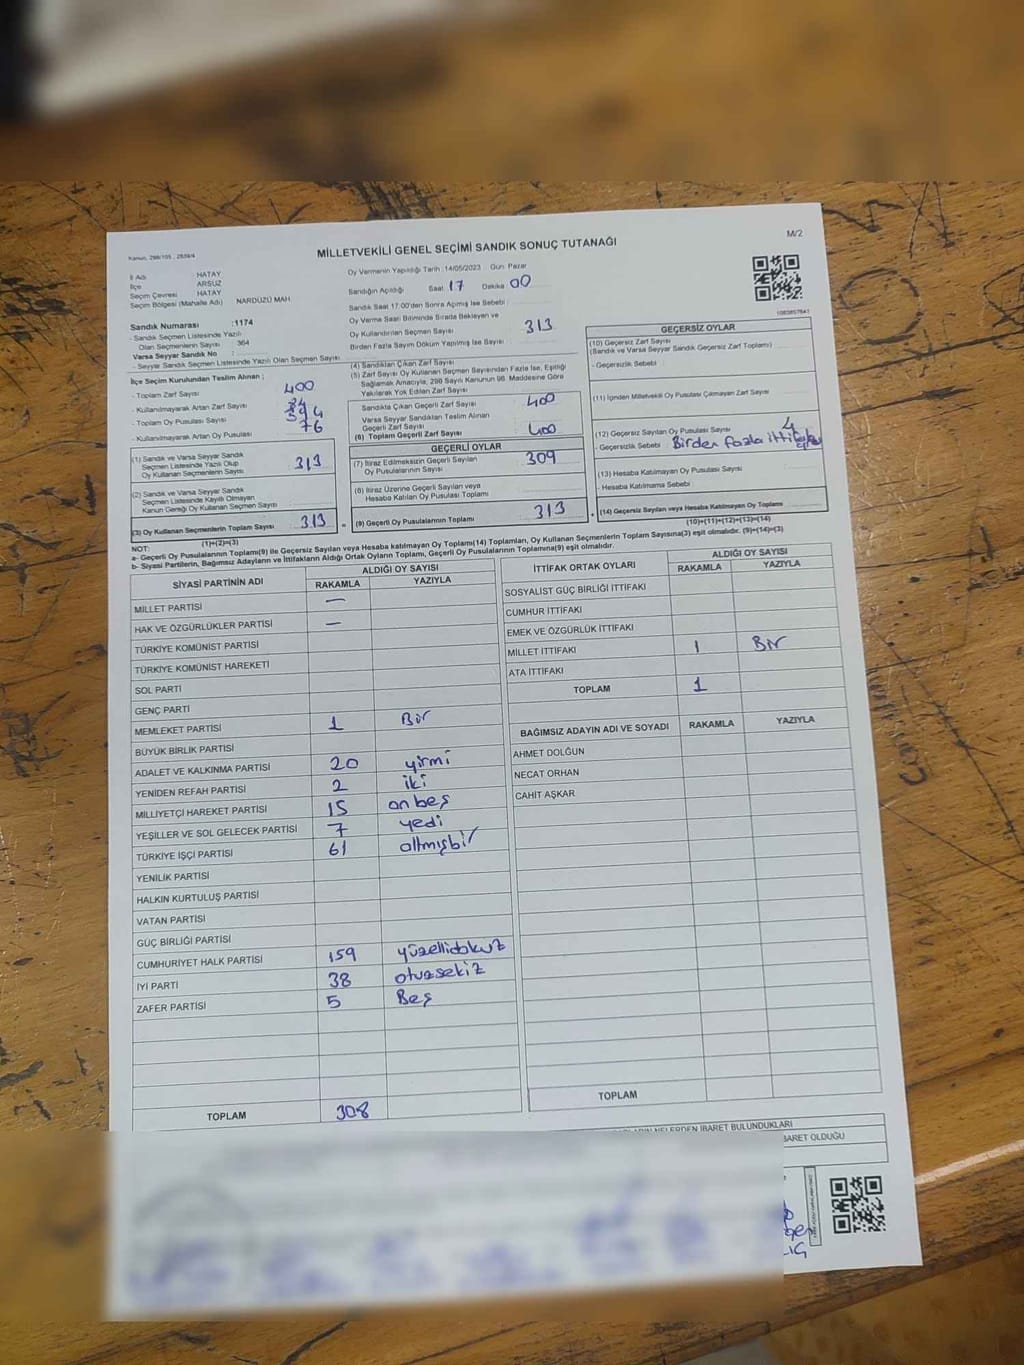 Kanun, 298/105 , 2839/4
MİLLETVEKİLİ GENEL SEÇİMİ SANDIK SONUÇ TUTANAĞI
M/2
İl Adı : HATAY
İlçe : ARSUZ
Seçim Çevresi : HATAY
Seçim Bölgesi (Mahalle Adı) NARDÜZÜ MAH
Sandık Numarası :1174
- Sandık Seçmen Listesinde Yazılı
Olan Seçmenlerin Sayısı : 364
Varsa Seyyar Sandık No :
- Seyyar Sandık Seçmen Listesinde Yazılı Olan Seçmen Sayısı:
Oy Vermenin Yapıldığı Tarih :14/05/2023 Gün: Pazar
Sandığın Açıldığı Saat 17 Dakika 00
Sandık Saat 17:00'den Sonra Açımış İse Sebebi :
Oy Verme Saati Bitiminde Sırada Bekleyen ve
Oy Kullandırılan Seçmen Sayısı : 313
Birden Fazla Sayım Döküm Yapılmış İse Sayısı :
İlçe Seçim Kurulundan Teslim Alınan ;
- Toplam Zarf Sayısı 400
- Kullanılmayarak Artan Zarf Sayısı
- Toplam Oy Pusulası Sayısı
- Kullanılmayarak Artan Oy Pusulası 76
(1) Sandık ve Varsa Seyyar Sandık
Seçmen Listesinde Yazılı Olup
Oy Kullanan Seçmenlerin Sayısı 313
(2) Sandık ve Varsa Seyyar Sandık
Seçmen Listesinde Kayıtlı Olmayan
Kanun Gereği Oy Kullanan Seçmen Sayısı
(3) Oy Kullanan Seçmenlerin Toplam Sayısı 313
(1)+(2)=(3)
(4) Sandıktan Çıkan Zarf Sayısı
(5) Zarf Sayısı Oy Kullanan Seçmen Sayısından Fazla İse, Eşitliği
Sağlamak Amacıyla, 298 Sayılı Kanunun 98. Maddesine Göre
Yakılarak Yok Edilen Zarf Sayısı
Sandıkta Çıkan Geçerli Zarf Sayısı 400
Varsa Seyyar Sandıktan Teslim Alınan
Geçerli Zarf Sayısı
(6) Toplam Geçerli Zarf Sayısı 400
GEÇERLİ OYLAR
(7) İtiraz Edilmeksizin Geçerli Sayılan
Oy Pusulalarının Sayısı 309
(8) İtiraz Üzerine Geçerli Sayılan veya
Hesaba Katılan Oy Pusulası Toplamı
= (9) Geçerli Oy Pusulalarının Toplamı 313
1083857841
GEÇERSİZ OYLAR
(10) Geçersiz Zarf Sayısı
(Sandık ve Varsa Seyyar Sandık Geçersiz Zarf Toplamı) :
- Geçersizlik Sebebi :
(11) İçinden Milletvekili Oy Pusulası Çıkmayan Zarf Sayısı
(12) Geçersiz Sayılan Oy Pusulası Sayısı 4
- Geçersizlik Sebebi : Birden fazla ittifak
(13) Hesaba Katılmayan Oy Pusulası Sayısı
- Hesaba Katılmama Sebebi :
+ (14) Geçersiz Sayılan veya Hesaba Katılmayan Oy Toplamı
(10)+(11)+(12)+(13)=(14)
NOT:
a- Geçerli Oy Pusulalarının Toplamı(9) ile Geçersiz Sayılan veya Hesaba katılmayan Oy Toplamı(14) Toplamları, Oy Kullanan Seçmenlerin Toplam Sayısına(3) eşit olmalıdır. (9)+(14)=(3)
b- Siyasi Partilerin, Bağımsız Adayların ve İttifakların Aldığı Ortak Oyların Toplamı, Geçerli Oy Pusulalarının Toplamına(9) eşit olmalıdır.
SİYASİ PARTİNİN ADI ALDIĞI OY SAYISI
RAKAMLA YAZIYLA
MİLLET PARTİSİ —
HAK VE ÖZGÜRLÜKLER PARTİSİ —
TÜRKİYE KOMÜNİST PARTİSİ
TÜRKİYE KOMÜNİST HAREKETİ
SOL PARTİ
GENÇ PARTİ
MEMLEKET PARTİSİ 1 Bir
BÜYÜK BİRLİK PARTİSİ
ADALET VE KALKINMA PARTİSİ 20 yirmi
YENİDEN REFAH PARTİSİ 2 iki
MİLLİYETÇİ HAREKET PARTİSİ 15 on beş
YEŞİLLER VE SOL GELECEK PARTİSİ 7 yedi
TÜRKİYE İŞÇİ PARTİSİ 61 altmışbir
YENİLİK PARTİSİ
HALKIN KURTULUŞ PARTİSİ
VATAN PARTİSİ
GÜÇ BİRLİĞİ PARTİSİ
CUMHURİYET HALK PARTİSİ 159 yüzellidokuz
İYİ PARTİ 38 otuzsekiz
ZAFER PARTİSİ 5 Beş
TOPLAM 308
İTTİFAK ORTAK OYLARI ALDIĞI OY SAYISI
RAKAMLA YAZIYLA
SOSYALİST GÜÇ BİRLİĞİ İTTİFAKI
CUMHUR İTTİFAKI
EMEK VE ÖZGÜRLÜK İTTİFAKI
MİLLET İTTİFAKI 1 Bir
ATA İTTİFAKI
TOPLAM 1
BAĞIMSIZ ADAYIN ADI VE SOYADI RAKAMLA YAZIYLA
AHMET DOLĞUN
NECAT ORHAN
CAHİT AŞKAR
TOPLAM
NELERDEN İBARET BULUNDUKLARI
BARET OLDUĞU